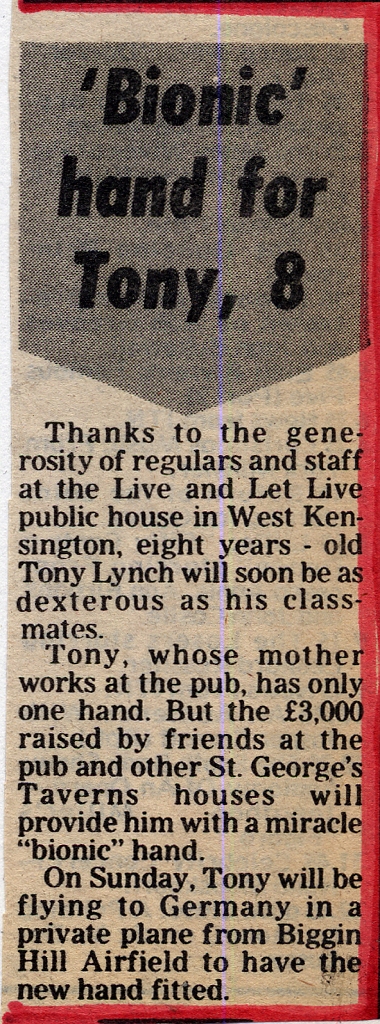 'Bionic'
hand for
Tony, 8
Thanks to the gene-
rosity of regulars and staff
at the Live and Let Live
public house in West Ken-
sington, eight years - old
Tony Lynch will soon be as
dexterous as his class-
mates.
Tony, whose mother
works at the pub, has only
one hand. But the £3,000
raised by friends at the
pub and other St. George's
Taverns houses will
provide him with a miracle
"bionic" hand.
On Sunday, Tony will be
flying to Germany in a
private plane from Biggin
Hill Airfield to have the
new hand fitted.